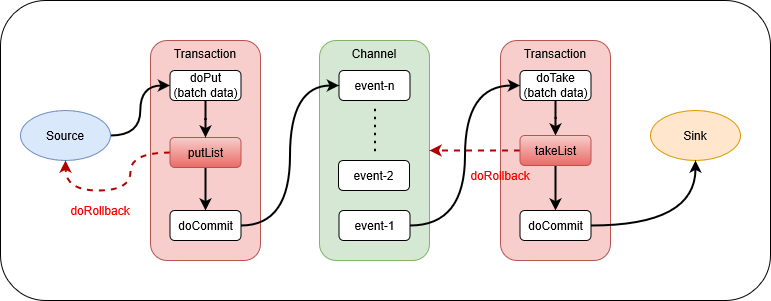 Source
Transaction
doPut
(batch data)
putList
doCommit
doRollback
Channel
event-n
event-2
event-1
Transaction
doTake
(batch data)
takeList
doCommit
doRollback
Sink